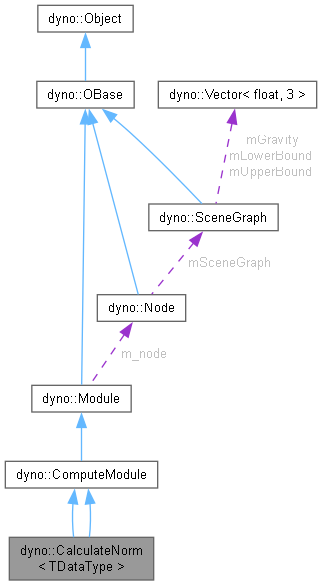 dyno::Object
dyno::OBase
dyno::Vector< float, 3 >
mGravity
mLowerBound
mUpperBound
dyno::SceneGraph
mSceneGraph
dyno::Node
m_node
dyno::Module
dyno::ComputeModule
dyno::CalculateNorm
< TDataType >